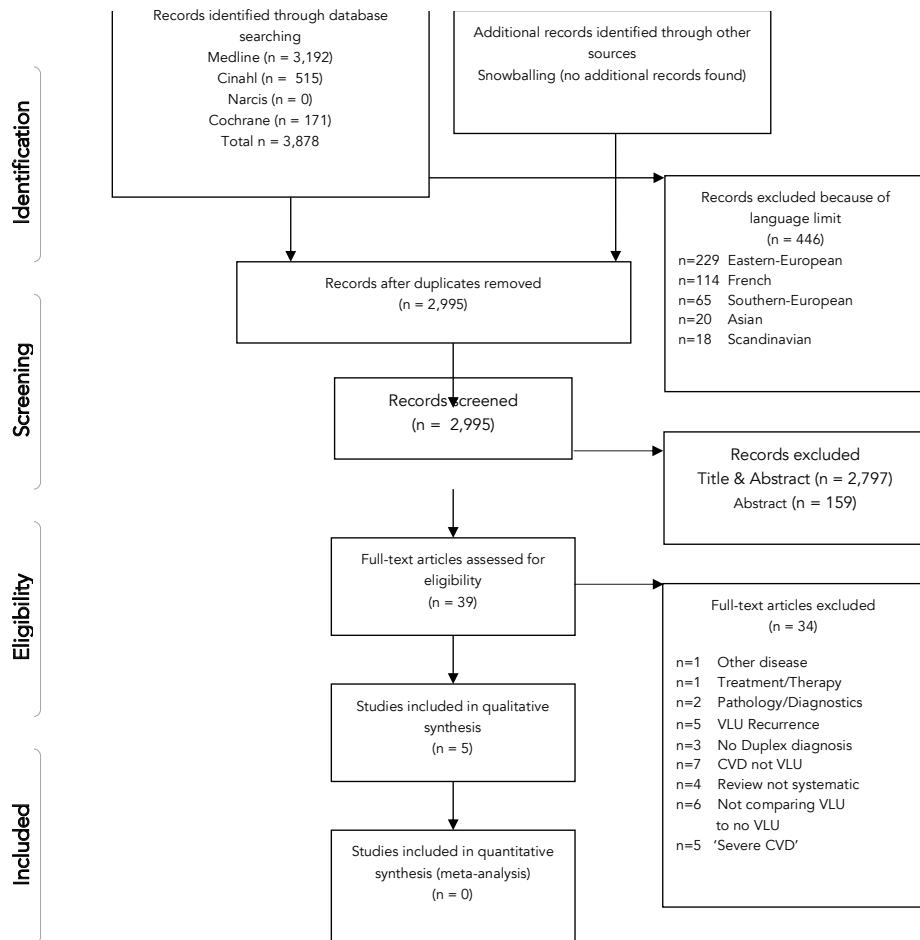 Records identified through database
searching
Medline (n = 3,192)
Cinahl (n = 515)
Narcis (n = 0)
Cochrane (n = 171)
Total n = 3,878
Additional records identified through other
sources
Snowballing (no additional records found)
Identification
Records excluded because of
language limit
(n = 446)
n=229 Eastern-European
n=114 French
n=65 Southern-European
n=20 Asian
n=18 Scandinavian
Records after duplicates removed
(n = 2,995)
Screening
Records screened
(n = 2,995)
Records excluded
Title & Abstract (n = 2,797)
Abstract (n = 159)
Eligibility
Full-text articles assessed for
eligibility
(n = 39)
Full-text articles excluded
(n = 34)
n=1 Other disease
n=1 Treatment/Therapy
n=2 Pathology/Diagnostics
n=5 VLU Recurrence
n=3 No Duplex diagnosis
n=7 CVD not VLU
n=4 Review not systematic
n=6 Not comparing VLU
to no VLU
n=5 ‘Severe CVD’
Studies included in qualitative
synthesis
(n = 5)
Included
Studies included in quantitative
synthesis (meta-analysis)
(n = 0)